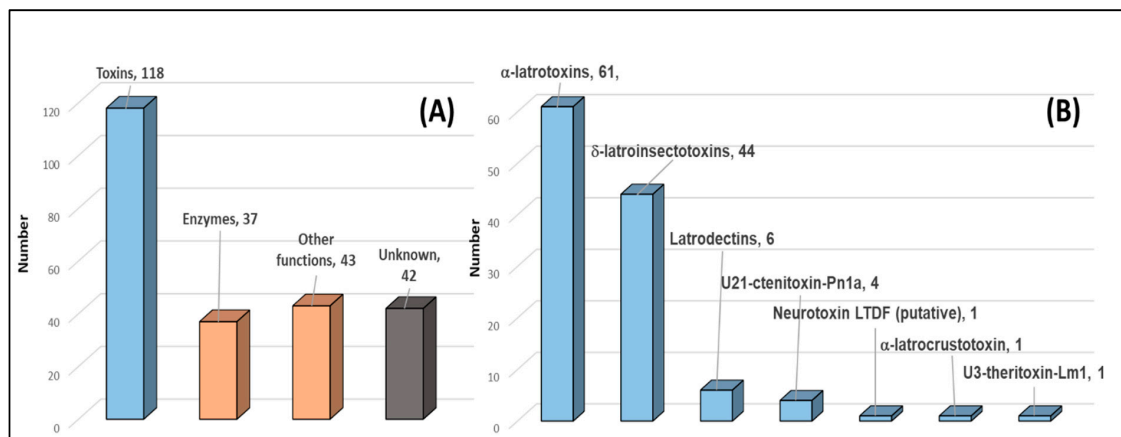 Toxins, 118
(A)
Enzymes, 37
Other
functions, 43
Unknown,
42
120
100
80
60
40
20
0
Number
α-latrotoxins, 61,
(B)
δ-latroinsectotoxins, 44
Latrodectins, 6
U21-ctenitoxin-Pn1a, 4
Neurotoxin LTDF (putative), 1
α-latrocrustotoxin, 1
U3-theritoxin-Lm1, 1
60
50
40
30
20
10
0
Number